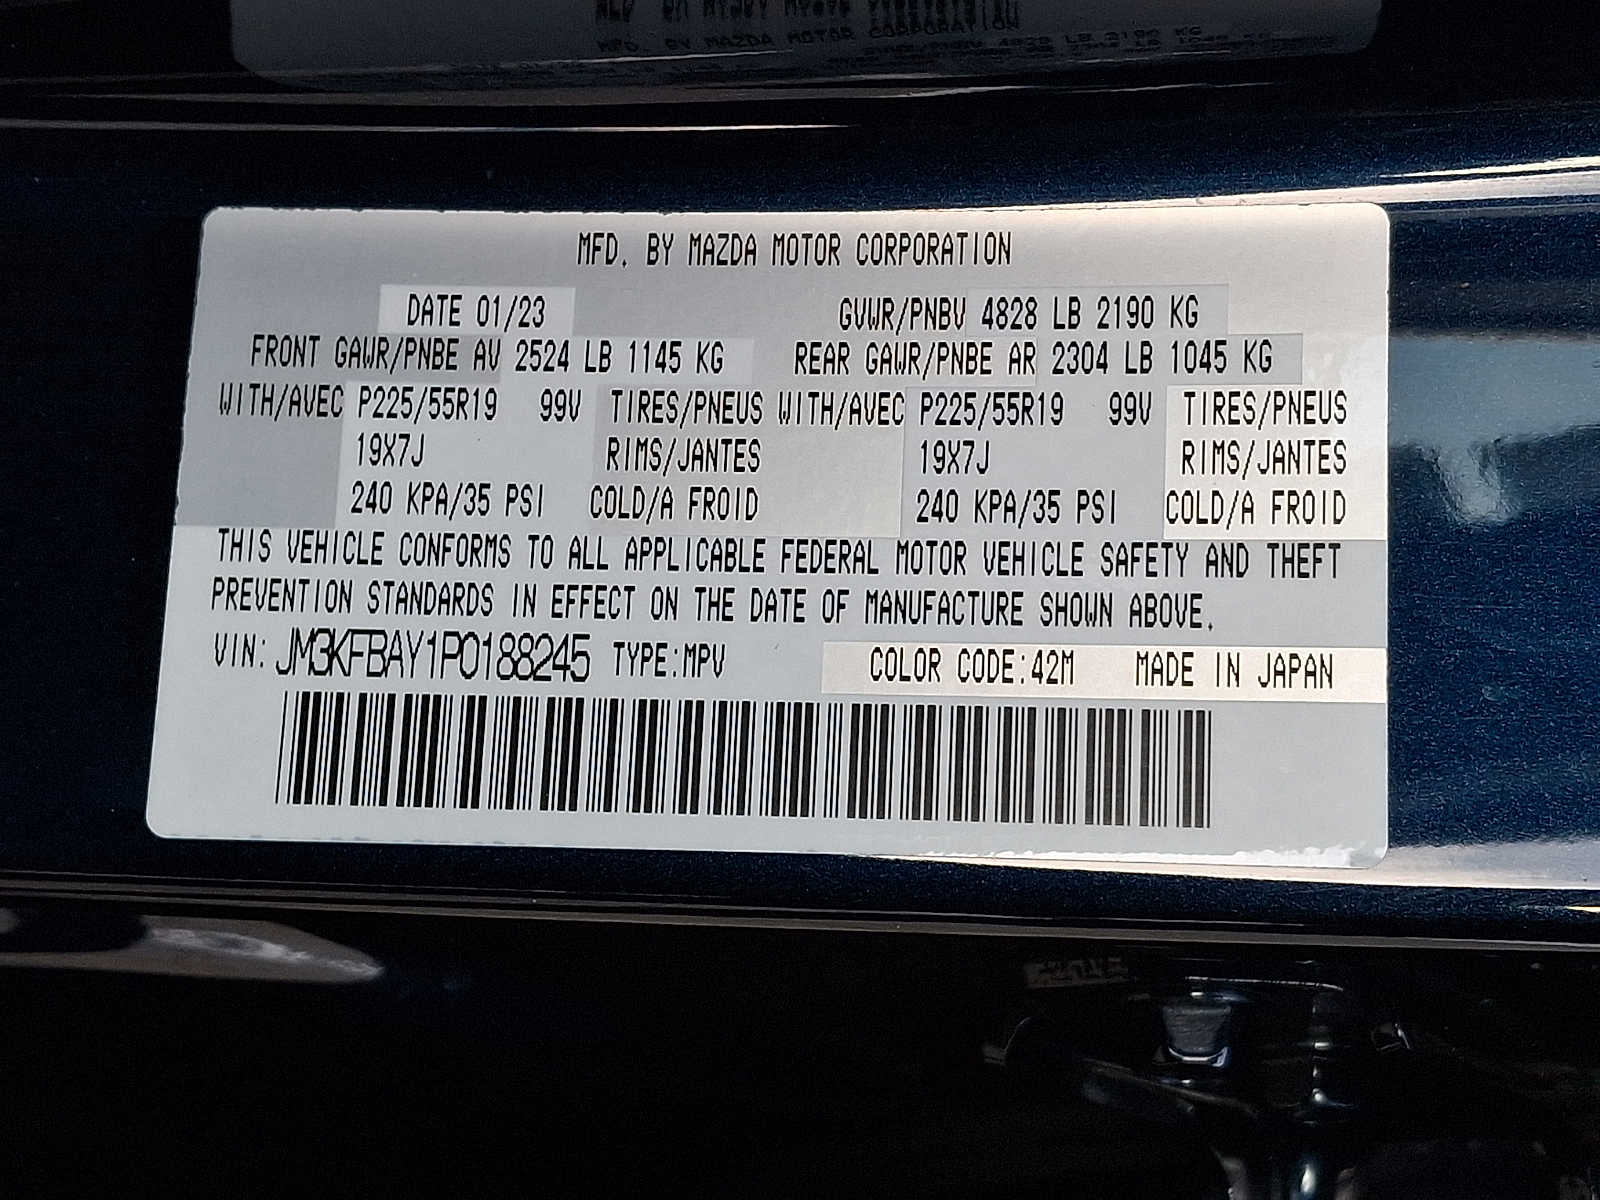 MFD. BY MAZDA MOTOR CORPORATION
DATE 01/23 GVWR/PNBV 4828 LB 2190 KG
FRONT GAWR/PNBE AV 2524 LB 1145 KG REAR GAWR/PNBE AR 2304 LB 1045 KG
WITH/AVEC P225/55R19 99V TIRES/PNEUS WITH/AVEC P225/55R19 99V TIRES/PNEUS
19X7J RIMS/JANTES 19X7J RIMS/JANTES
240 KPA/35 PSI COLD/A FROID 240 KPA/35 PSI COLD/A FROID
THIS VEHICLE CONFORMS TO ALL APPLICABLE FEDERAL MOTOR VEHICLE SAFETY AND THEFT
PREVENTION STANDARDS IN EFFECT ON THE DATE OF MANUFACTURE SHOWN ABOVE.
VIN: JM3KFBAY1P0188245 TYPE:MPV COLOR CODE:42M MADE IN JAPAN